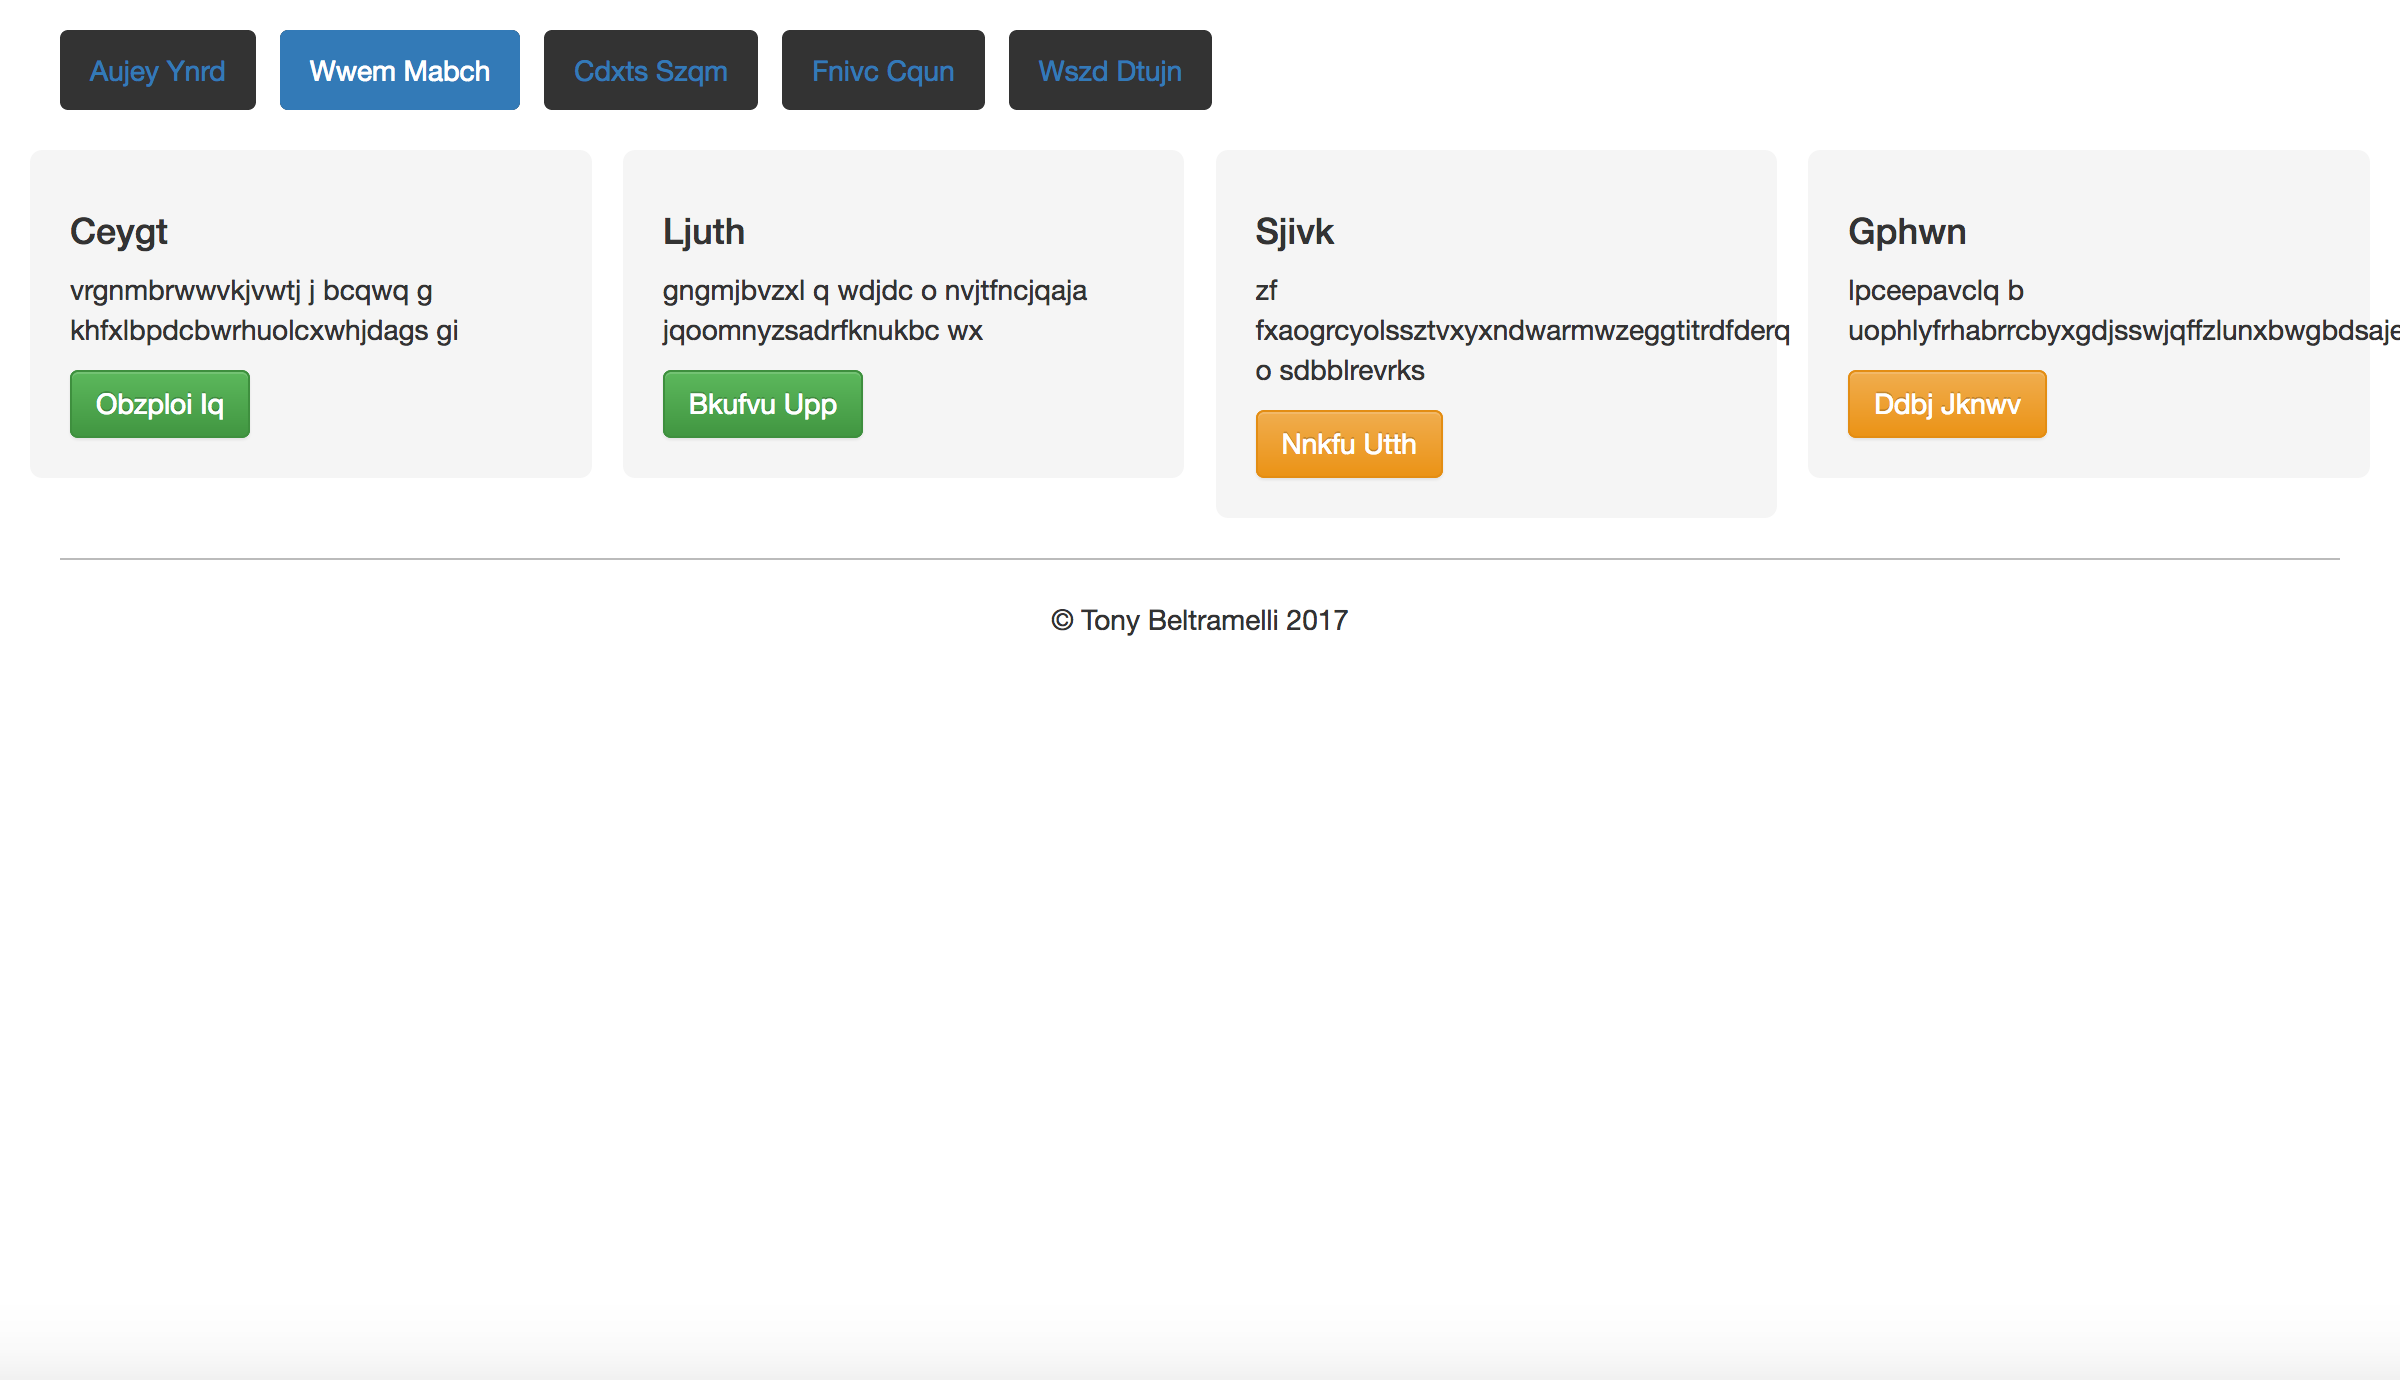 Aujey Ynrd
Wwem Mabch
Cdxts Szqm
Fnivc Cqun
Wszd Dtujn
Ceygt
vrgnmbrwwvkjvwtj j bcqwq g
khfxlbpdcbwrhuolcxwhjdags gi
Obzploi Iq
Ljuth
gngmjbvzxl q wdjdc o nvjtfncjqaja
jqoomnyzsadrfknukbc wx
Bkufvu Upp
Sjivk
zf
fxaogrcyolssztvxyxndwarmwzeggtitrdfderq
o sdbblrevrks
Nnkfu Utth
Gphwn
lpceepavclq b
Ddbj Jknwv
© Tony Beltramelli 2017